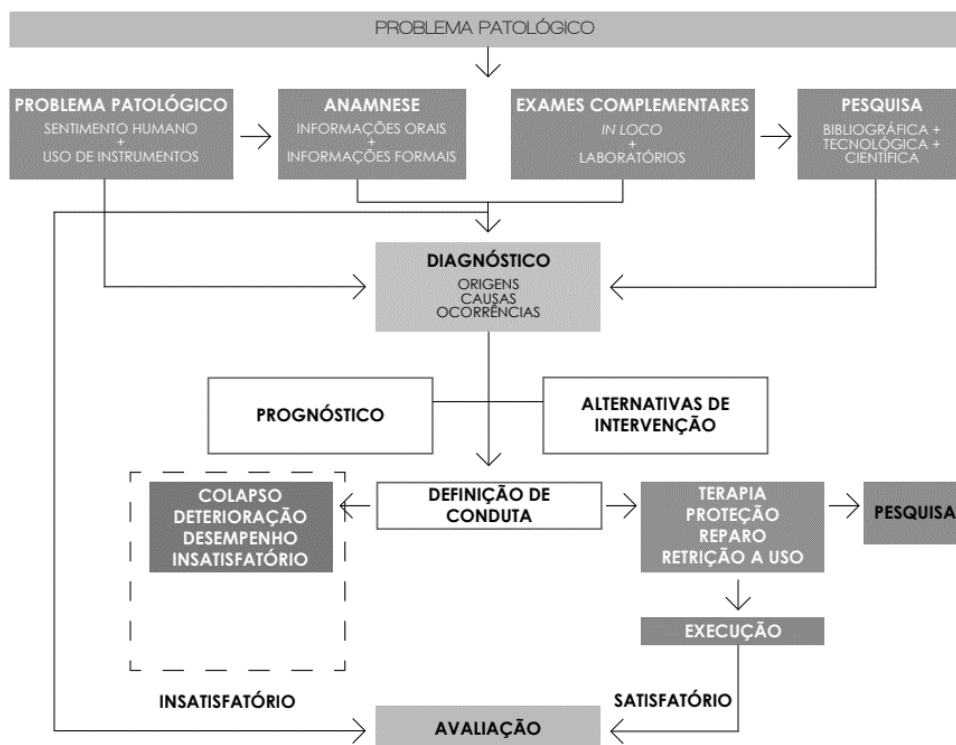 PROBLEMA PATOLÓGICO
PROBLEMA PATOLÓGICO
SENTIMENTO HUMANO
+
USO DE INSTRUMENTOS
ANAMNESE
INFORMAÇÕES ORAIS
+
INFORMAÇÕES FORMAIS
EXAMES COMPLEMENTARES
IN LOCO
+
LABORATÓRIOS
PESQUISA
BIBLIOGRÁFICA +
TECNOLÓGICA +
CIENTÍFICA
DIAGNÓSTICO
ORIGENS
CAUSAS
OCORRÊNCIAS
PROGNÓSTICO
ALTERNATIVAS DE
INTERVENÇÃO
COLAPSO
DETERIORAÇÃO
DESEMPENHO
INSATISFATÓRIO
DEFINIÇÃO DE
CONDUTA
TERAPIA
PROTEÇÃO
REPARO
RETRIÇÃO A USO
PESQUISA
EXECUÇÃO
INSATISFATÓRIO
SATISFATÓRIO
AVALIAÇÃO